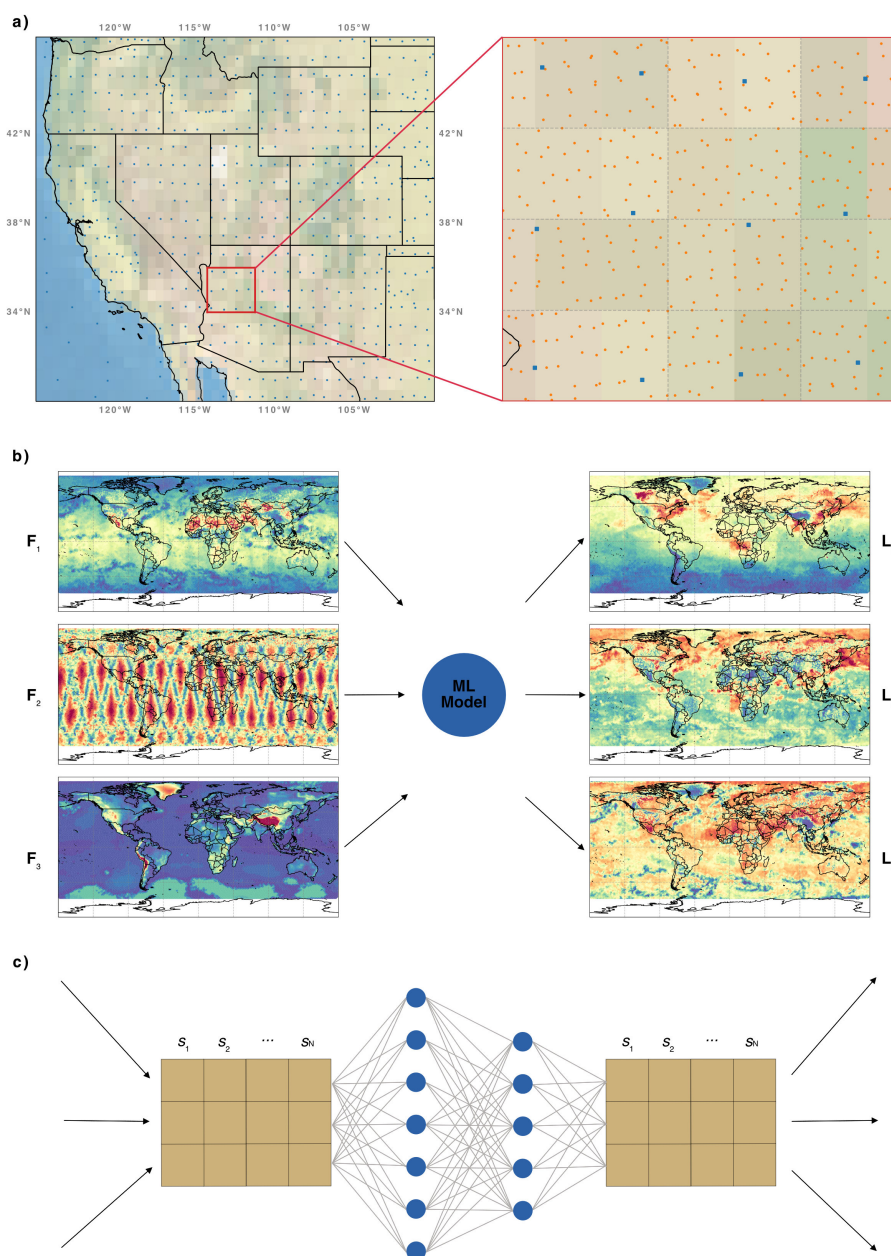 a)
120°W 115°W 110°W 105°W
42°N 42°N
38°N 38°N
34°N 34°N
120°W 115°W 110°W 105°W
b)
F1 L
ML
Model
F2 L
F3 L
c)
S1 S2 ... SN S1 S2 ... SN